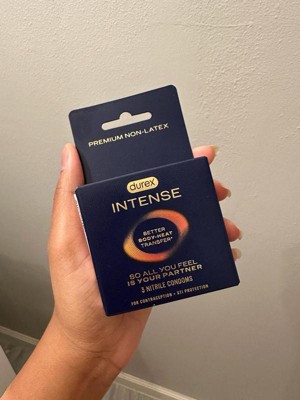 PREMIUM NON-LATEX
durex
INTENSE
BETTER
BODY-HEAT
TRANSFER*
SO ALL YOU FEEL
IS YOUR PARTNER
3 NITRILE CONDOMS
FOR CONTRACEPTION + STI PROTECTION